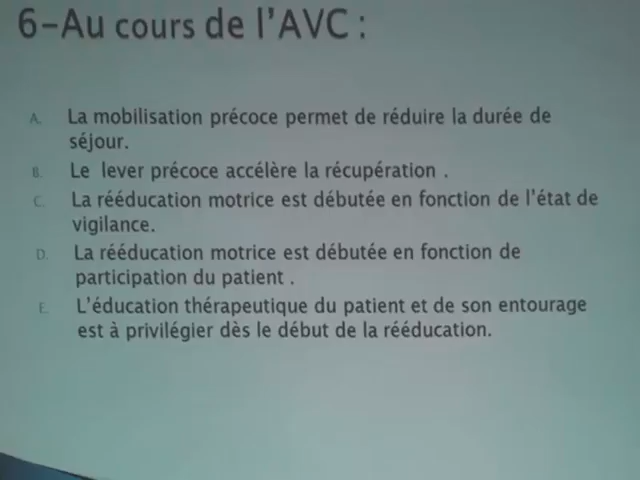 6-Au cours de l'AVC :
A. La mobilisation précoce permet de réduire la durée de
séjour.
B. Le lever précoce accélère la récupération .
C. La rééducation motrice est débutée en fonction de l'état de
vigilance.
D. La rééducation motrice est débutée en fonction de
participation du patient .
E. L'éducation thérapeutique du patient et de son entourage
est à privilégier dès le début de la rééducation.